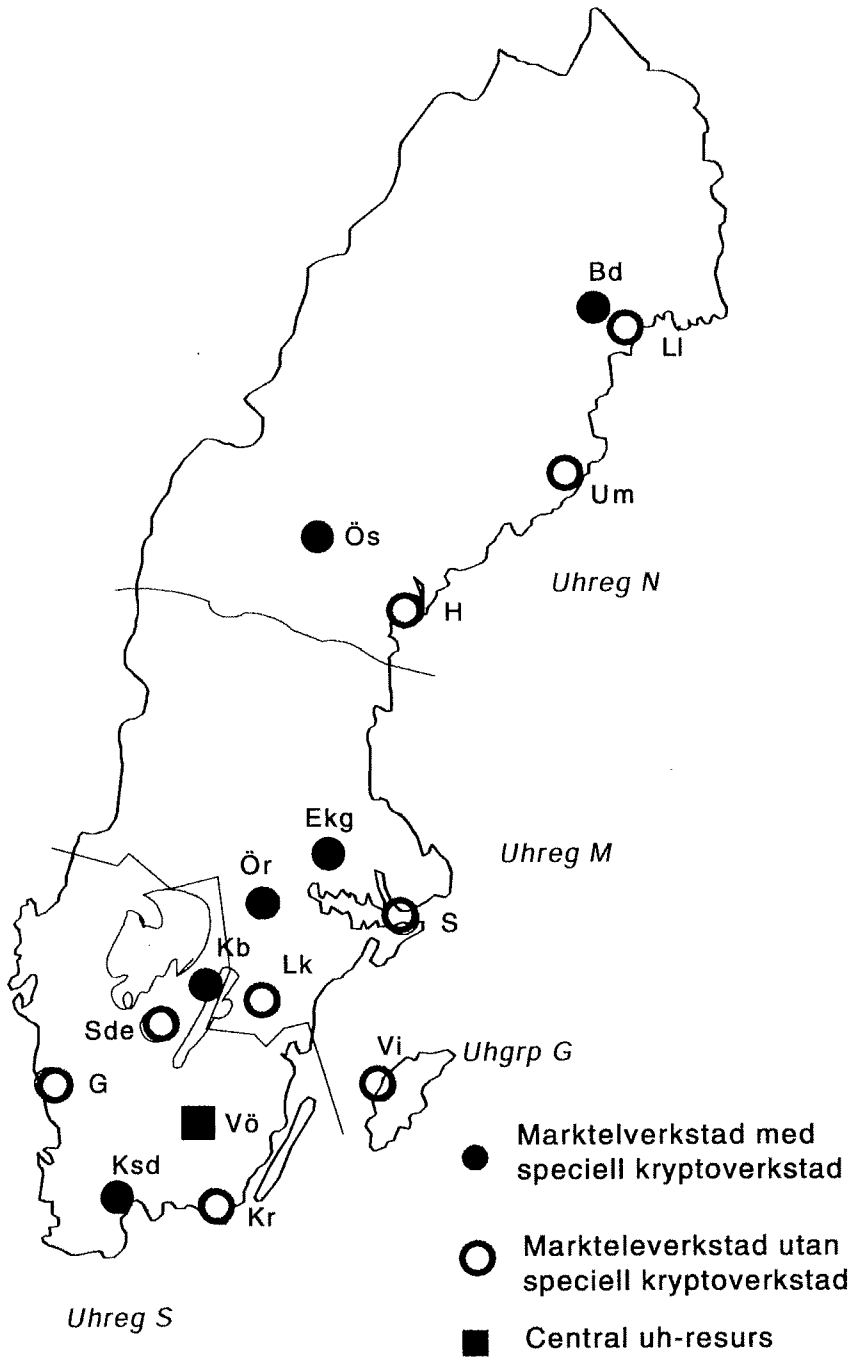 Bd
Ll
Um
Ös
Uhreg N
H
Ekg
Uhreg M
Ör
S
Kb
Lk
Sde
Vi
Uhgrp G
G
Vö
Marktelverkstad med
speciell kryptoverkstad
Ksd
Kr
Markteleverkstad utan
speciell kryptoverkstad
Uhreg S
Central uh-resurs